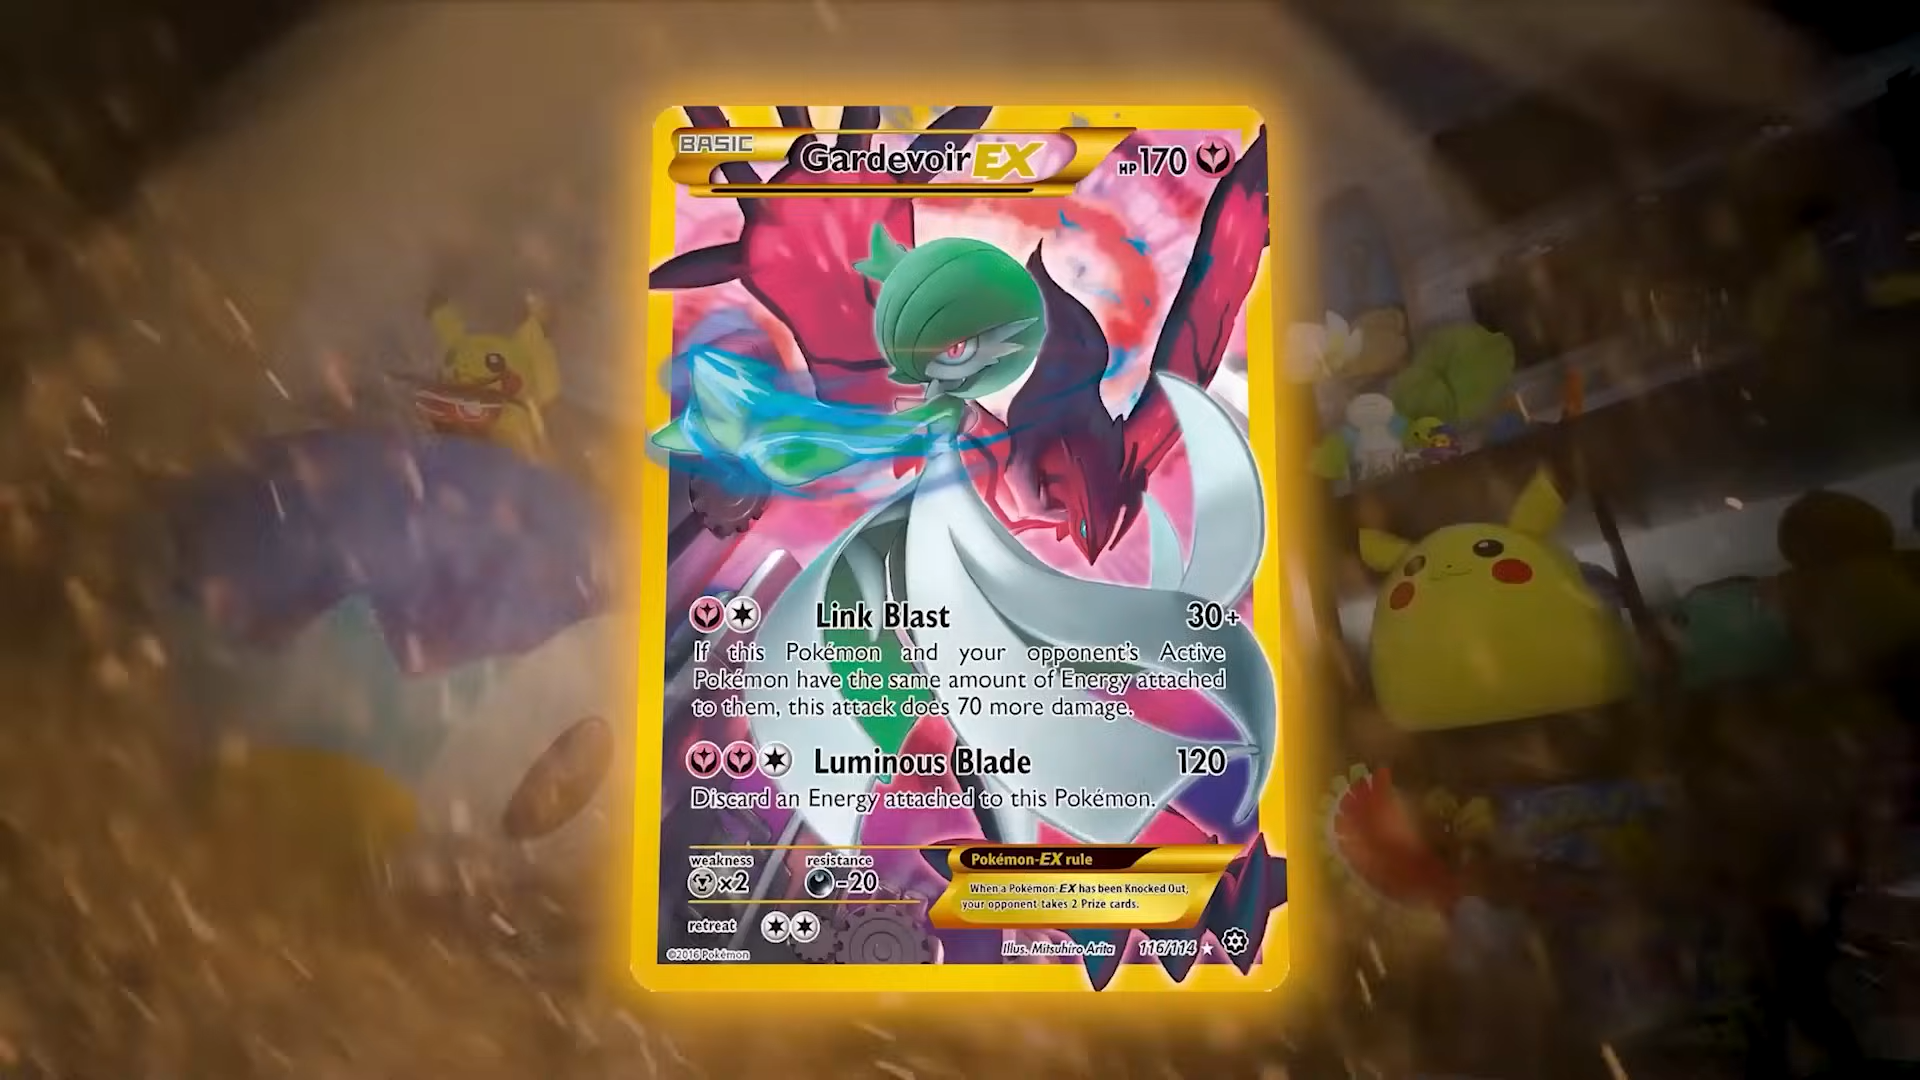 BASIC
Gardevoir EX
HP 170
Link Blast 30+
If this Pokémon and your opponent's Active
Pokémon have the same amount of Energy attached
to them, this attack does 70 more damage.
Luminous Blade 120
Discard an Energy attached to this Pokémon.
weakness
×2
resistance
-20
retreat
Pokémon-EX rule
When a Pokémon-EX has been Knocked Out,
your opponent takes 2 Prize cards.
©2016 Pokémon
Illus. Mitsuhiro Arita
116/114